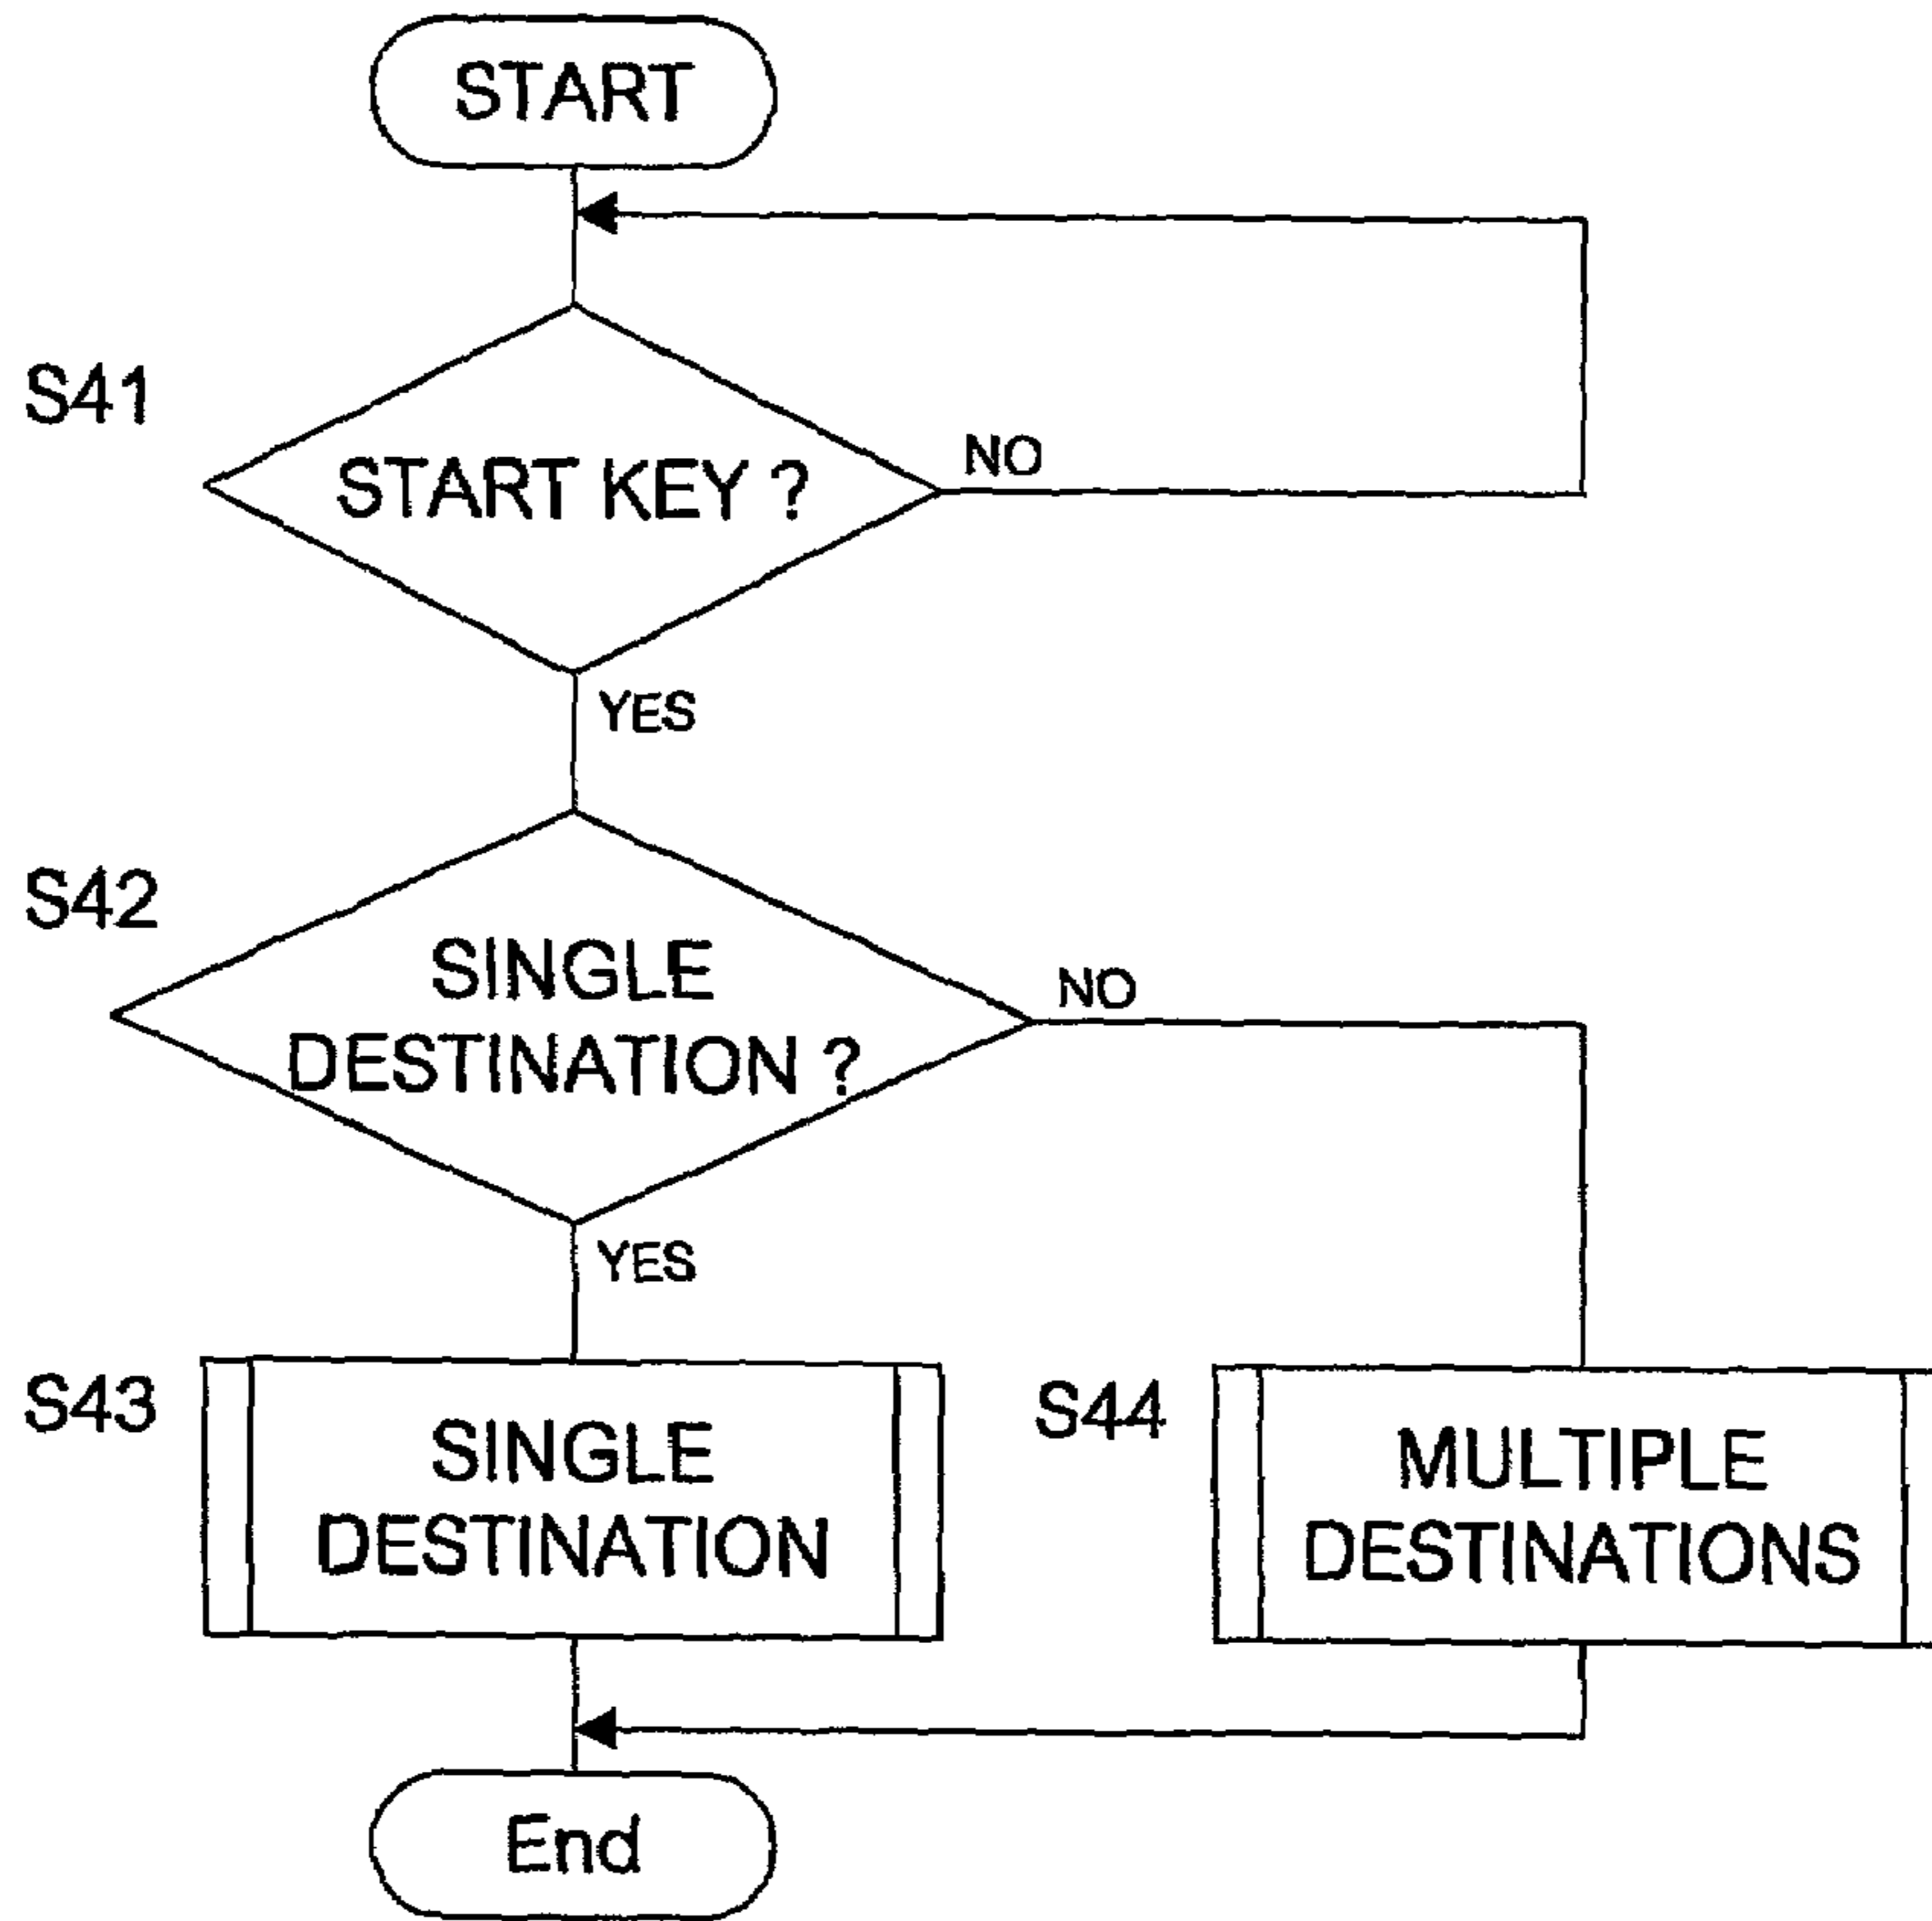 START
S41
START KEY ?
NO
YES
S42
SINGLE
DESTINATION ?
NO
YES
S43
SINGLE
DESTINATION
S44
MULTIPLE
DESTINATIONS
End